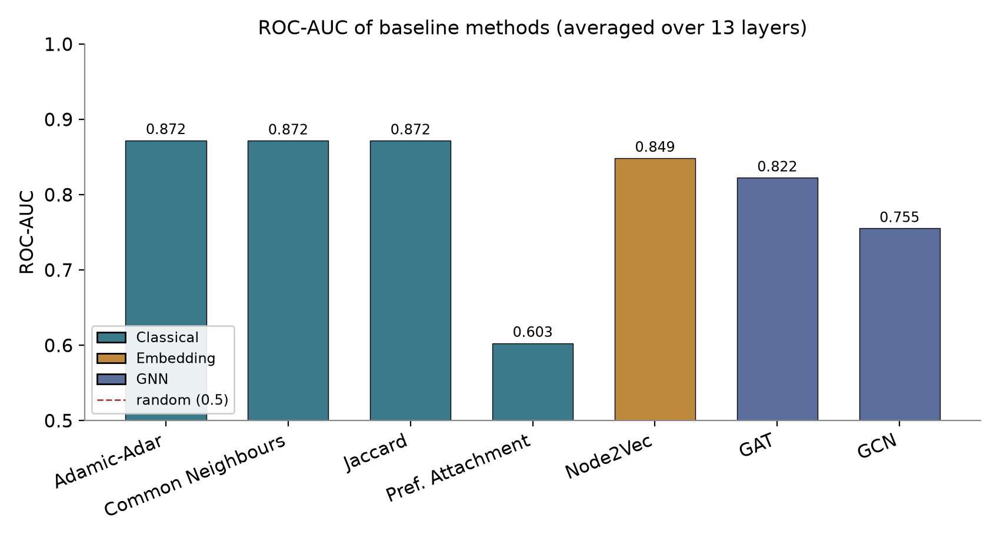 ROC-AUC of baseline methods (averaged over 13 layers)
ROC-AUC
1.0
0.9
0.8
0.7
0.6
0.5
0.872
0.872
0.872
0.603
0.849
0.822
0.755
Classical
Embedding
GNN
random (0.5)
Adamic-Adar
Common Neighbours
Jaccard
Pref. Attachment
Node2Vec
GAT
GCN